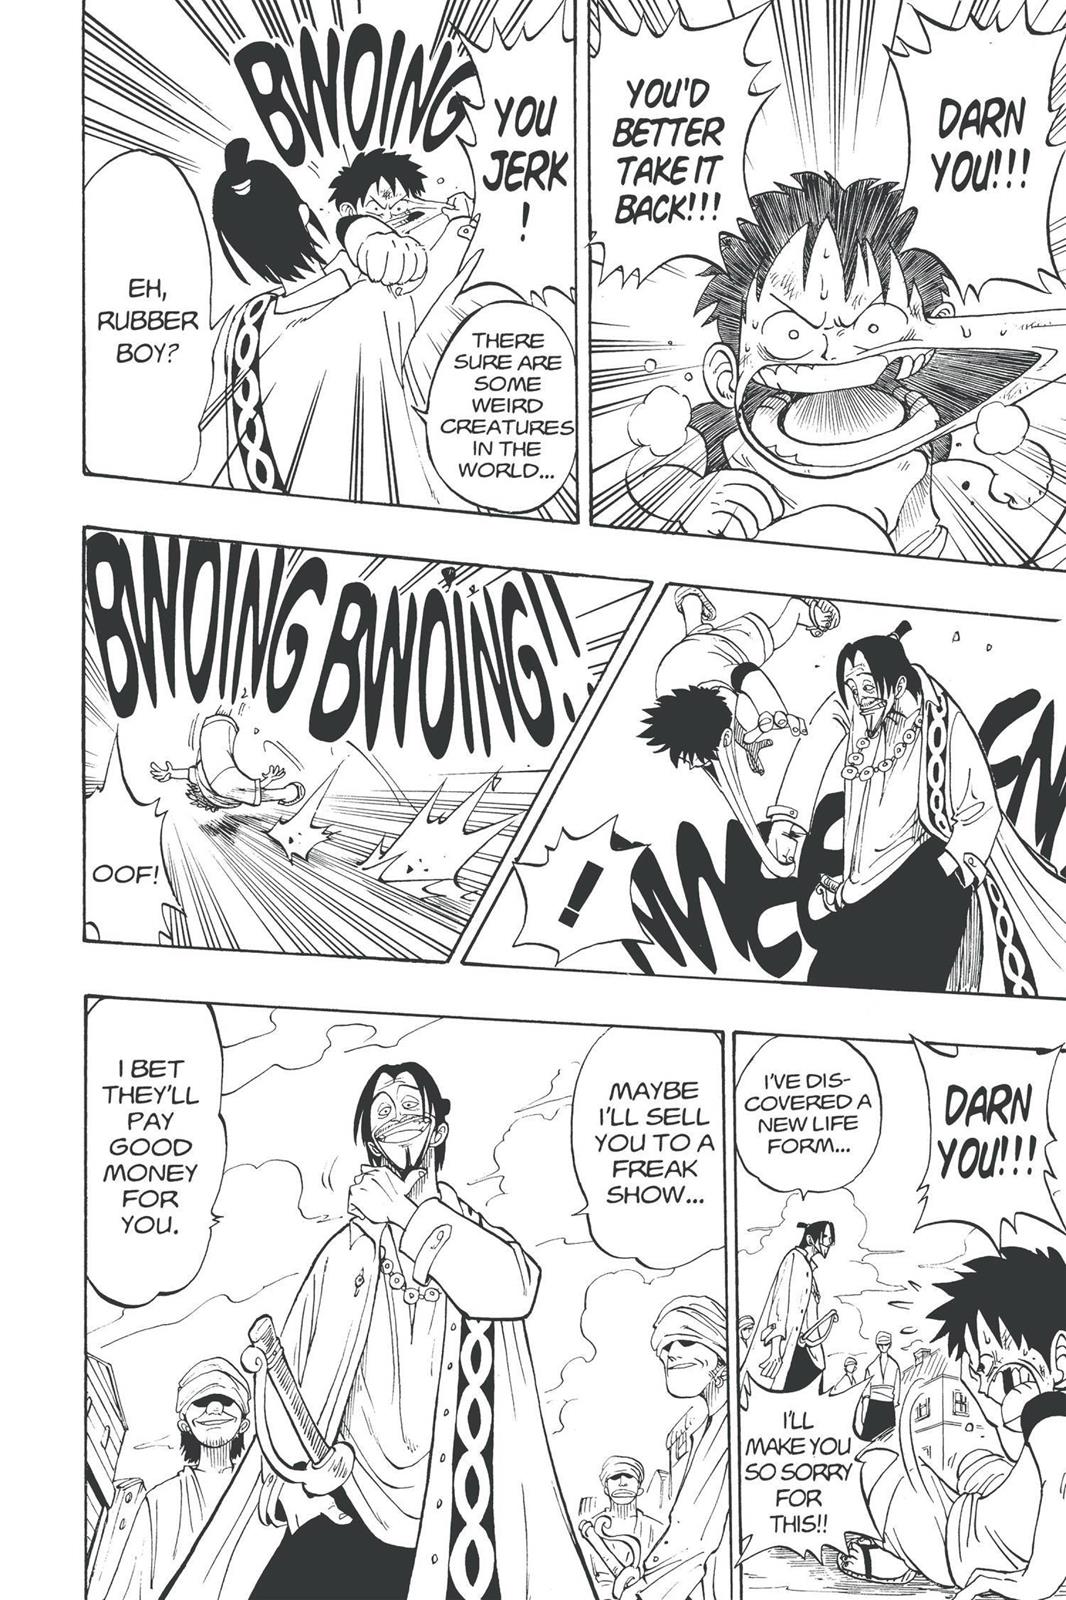 DARN
YOU!!!
YOU'D
BETTER
TAKE IT
BACK!!!
YOU
JERK
!
BWOING
THERE
SURE ARE
SOME
WEIRD
CREATURES
IN THE
WORLD...
EH,
RUBBER
BOY?
!
BWOING BWOING!!
OOF!
DARN
YOU!!!
I'VE DIS-
COVERED A
NEW LIFE
FORM...
I'LL
MAKE YOU
SO SORRY
FOR
THIS!!
MAYBE
I'LL SELL
YOU TO A
FREAK
SHOW...
I BET
THEY'LL
PAY
GOOD
MONEY
FOR
YOU.